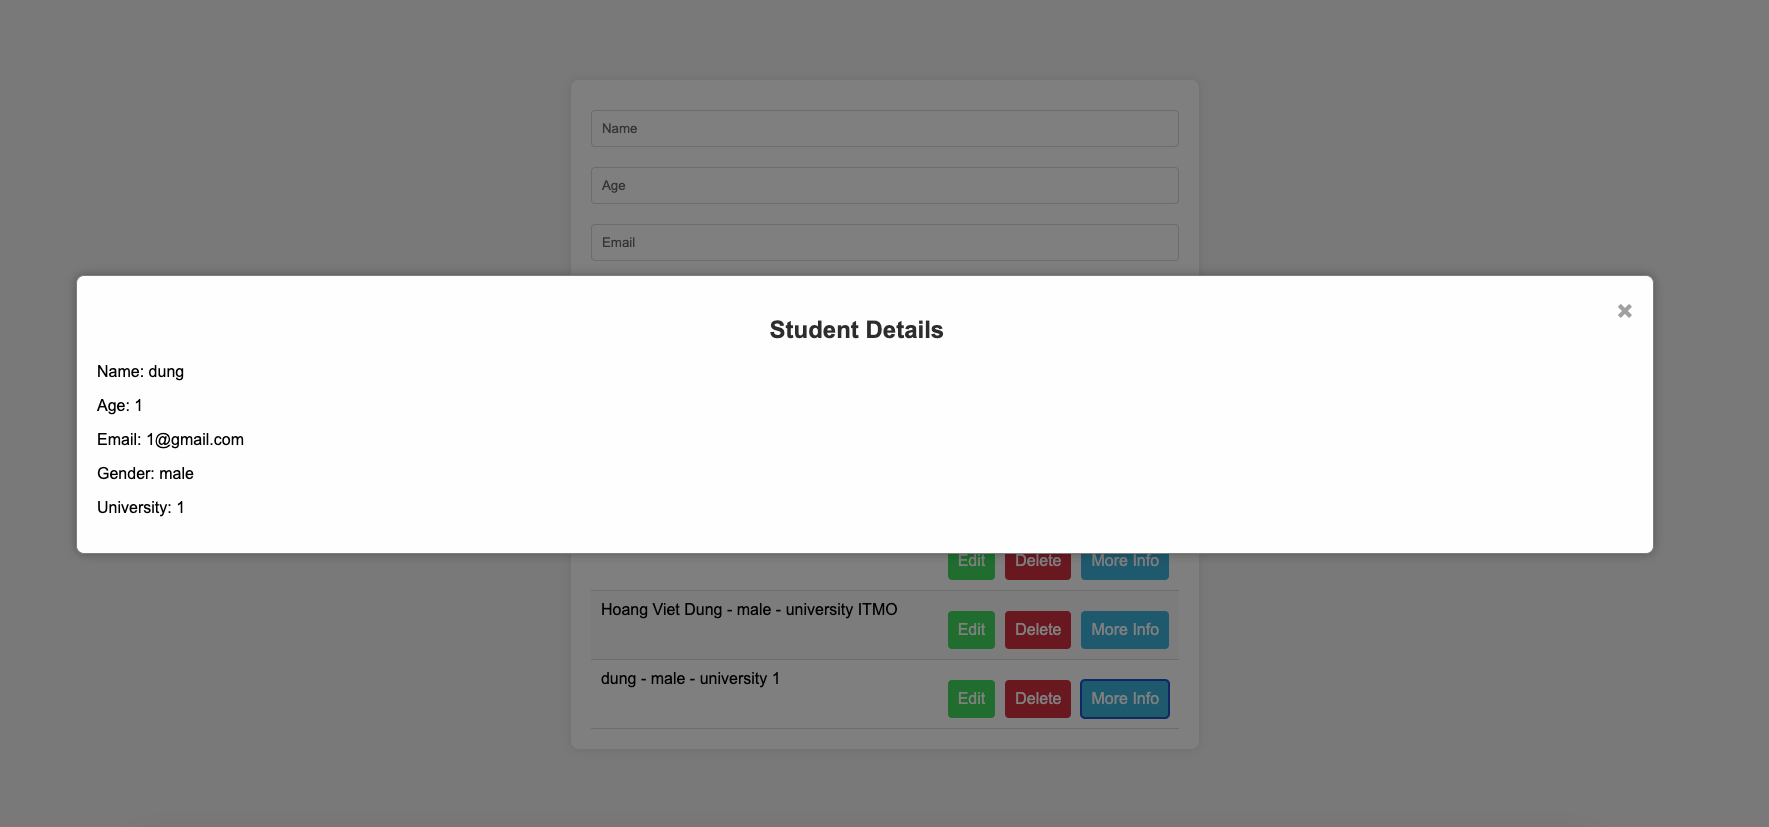 Name
Age
Email
✖
Student Details
Name: dung
Age: 1
Email: 1@gmail.com
Gender: male
University: 1
Edit Delete More Info
Hoang Viet Dung - male - university ITMO
Edit Delete More Info
dung - male - university 1
Edit Delete More Info